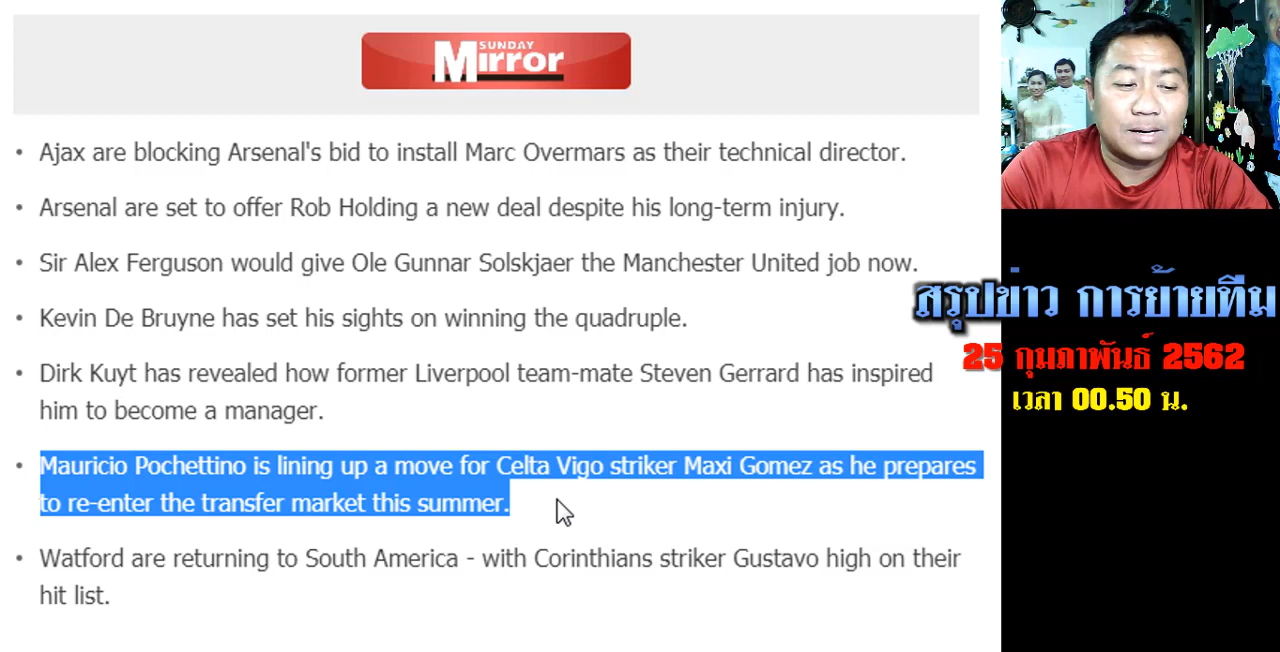 SUNDAY
Mirror
• Ajax are blocking Arsenal's bid to install Marc Overmars as their technical director.
• Arsenal are set to offer Rob Holding a new deal despite his long-term injury.
• Sir Alex Ferguson would give Ole Gunnar Solskjaer the Manchester United job now.
• Kevin De Bruyne has set his sights on winning the quadruple.
• Dirk Kuyt has revealed how former Liverpool team-mate Steven Gerrard has inspired
him to become a manager.
• Mauricio Pochettino is lining up a move for Celta Vigo striker Maxi Gomez as he prepares
to re-enter the transfer market this summer.
• Watford are returning to South America - with Corinthians striker Gustavo high on their
hit list.
สรุปข่าว การย้ายทีม
25 กุมภาพันธ์ 2562
เวลา 00.50 น.